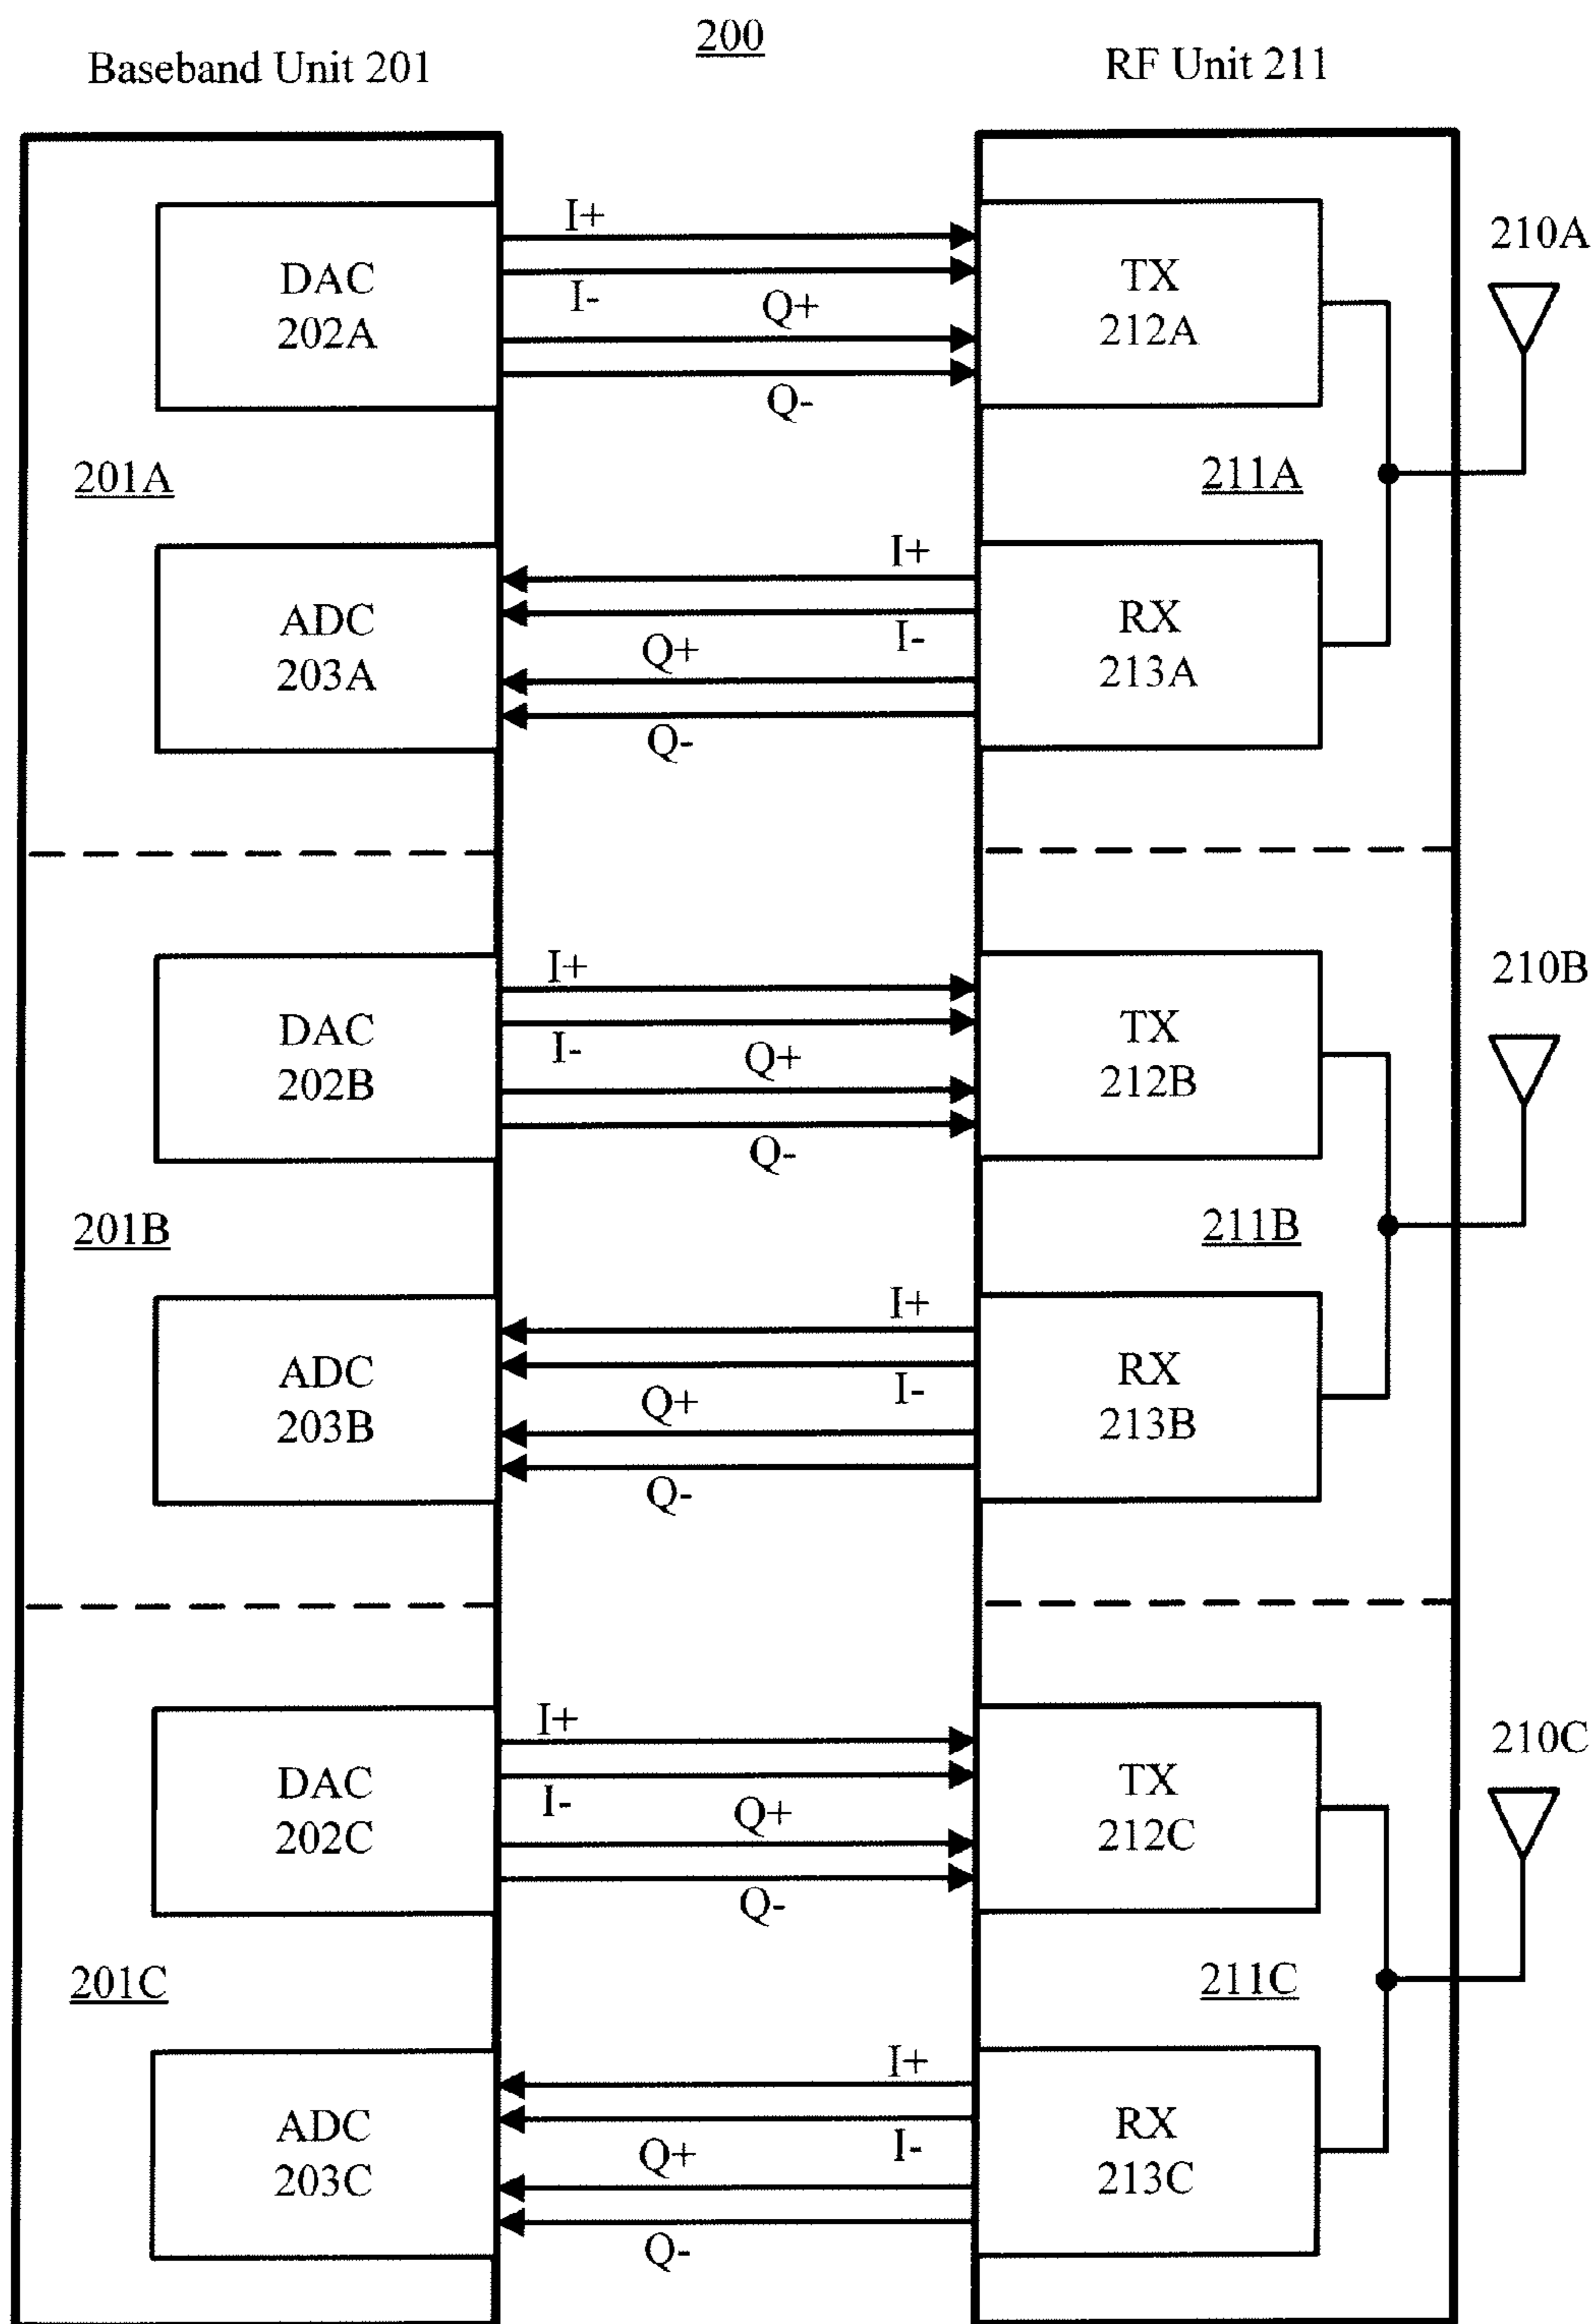 200
Baseband Unit 201
RF Unit 211
I+
DAC
202A
I-
Q+
Q-
TX
212A
210A
201A
211A
I+
ADC
203A
I-
Q+
Q-
RX
213A
I+
DAC
202B
I-
Q+
Q-
TX
212B
210B
201B
211B
I+
ADC
203B
I-
Q+
Q-
RX
213B
I+
DAC
202C
I-
Q+
Q-
TX
212C
210C
201C
211C
I+
ADC
203C
I-
Q+
Q-
RX
213C